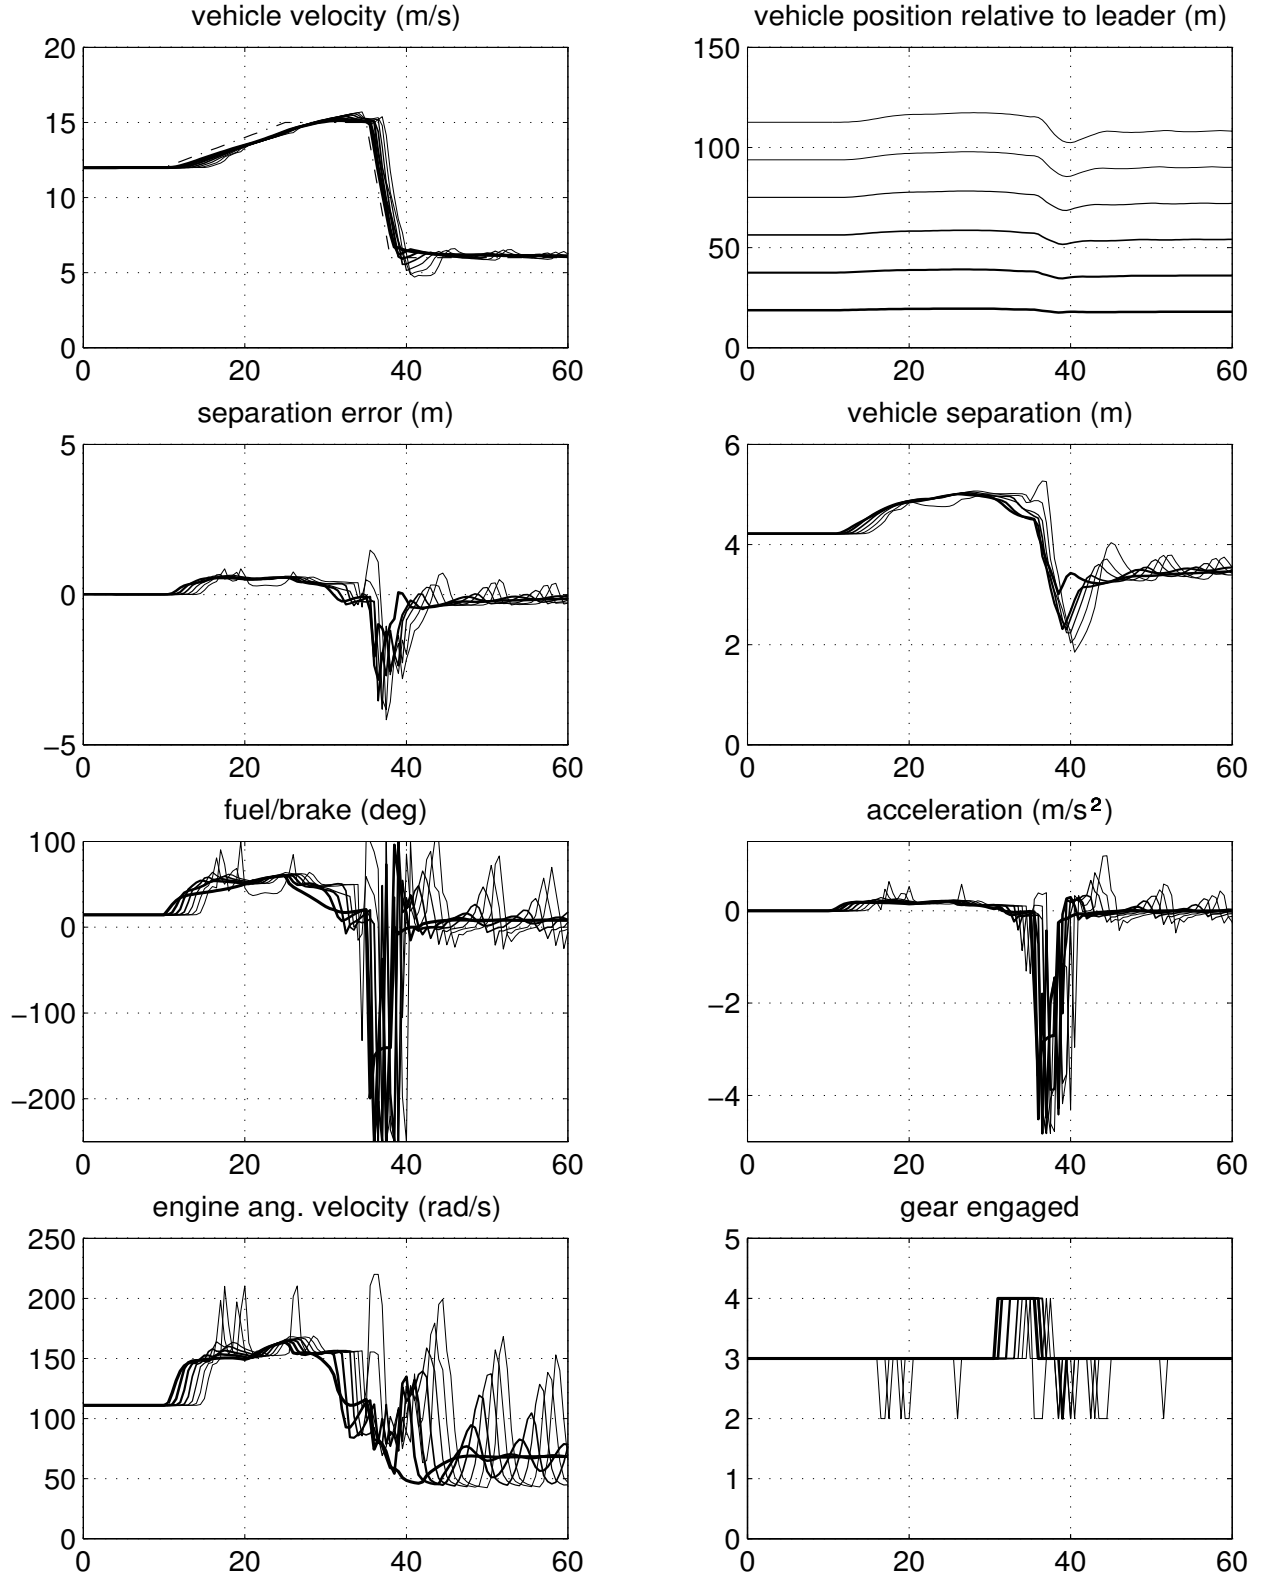 vehicle velocity (m/s)
20
15
10
5
0
0 20 40 60
vehicle position relative to leader (m)
150
100
50
0
0 20 40 60
separation error (m)
5
0
−5
0 20 40 60
vehicle separation (m)
6
4
2
0
0 20 40 60
fuel/brake (deg)
100
0
−100
−200
0 20 40 60
acceleration (m/s²)
0
−2
−4
0 20 40 60
engine ang. velocity (rad/s)
250
200
150
100
50
0
0 20 40 60
gear engaged
5
4
3
2
1
0
0 20 40 60